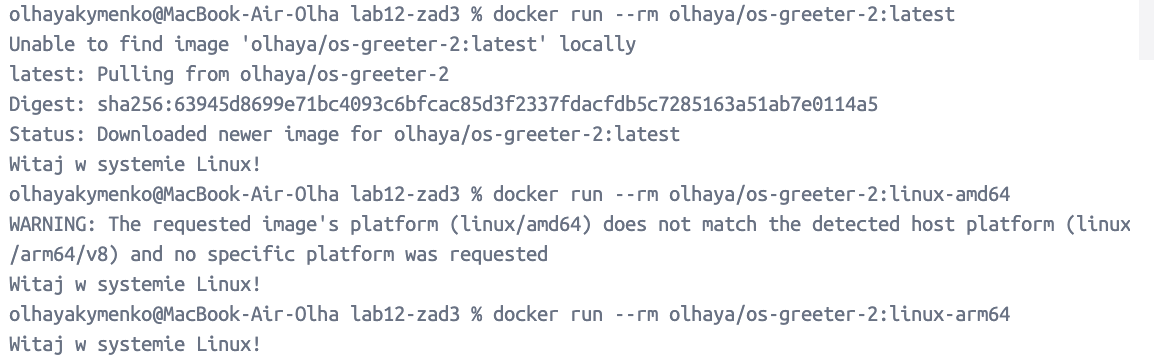 olhayakymenko@MacBook-Air-Olha lab12-zad3 % docker run --rm olhaya/os-greeter-2:latest
Unable to find image 'olhaya/os-greeter-2:latest' locally
latest: Pulling from olhaya/os-greeter-2
Digest: sha256:63945d8699e71bc4093c6bfcac85d3f2337fdacfdb5c7285163a51ab7e0114a5
Status: Downloaded newer image for olhaya/os-greeter-2:latest
Witaj w systemie Linux!
olhayakymenko@MacBook-Air-Olha lab12-zad3 % docker run --rm olhaya/os-greeter-2:linux-amd64
WARNING: The requested image's platform (linux/amd64) does not match the detected host platform (linux
/arm64/v8) and no specific platform was requested
Witaj w systemie Linux!
olhayakymenko@MacBook-Air-Olha lab12-zad3 % docker run --rm olhaya/os-greeter-2:linux-arm64
Witaj w systemie Linux!